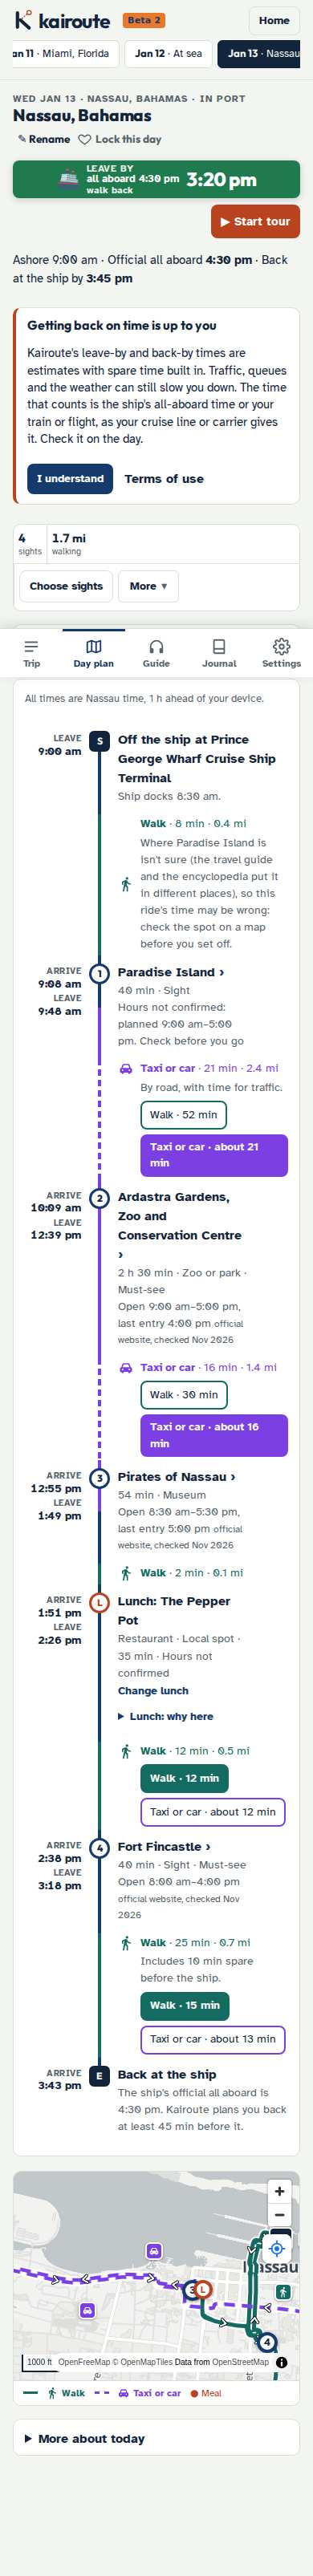 kairoute
Beta 2
Home
an 11 · Miami, Florida
Jan 12 · At sea
Jan 13 · Nassau
WED JAN 13 · NASSAU, BAHAMAS · IN PORT
Nassau, Bahamas
✎ Rename
Lock this day
LEAVE BY
all aboard 4:30 pm
walk back
3:20 pm
▶ Start tour
Ashore 9:00 am · Official all aboard 4:30 pm · Back
at the ship by 3:45 pm
Getting back on time is up to you
Kairoute's leave-by and back-by times are
estimates with spare time built in. Traffic, queues
and the weather can still slow you down. The time
that counts is the ship's all-aboard time or your
train or flight, as your cruise line or carrier gives
it. Check it on the day.
I understand
Terms of use
4
sights
1.7 mi
walking
Choose sights
More ▾
Trip
Day plan
Guide
Journal
Settings
All times are Nassau time, 1 h ahead of your device.
LEAVE
9:00 am
S
Off the ship at Prince
George Wharf Cruise Ship
Terminal
Ship docks 8:30 am.
Walk · 8 min · 0.4 mi
Where Paradise Island is
isn't sure (the travel guide
and the encyclopedia put it
in different places), so this
ride's time may be wrong:
check the spot on a map
before you set off.
ARRIVE
9:08 am
LEAVE
9:48 am
1
Paradise Island ›
40 min · Sight
Hours not confirmed:
planned 9:00 am–5:00
pm. Check before you go
Taxi or car · 21 min · 2.4 mi
By road, with time for traffic.
Walk · 52 min
Taxi or car · about 21
min
ARRIVE
10:09 am
LEAVE
12:39 pm
2
Ardastra Gardens,
Zoo and
Conservation Centre
›
2 h 30 min · Zoo or park ·
Must-see
Open 9:00 am–5:00 pm,
last entry 4:00 pm official
website, checked Nov 2026
Taxi or car · 16 min · 1.4 mi
Walk · 30 min
Taxi or car · about 16
min
ARRIVE
12:55 pm
LEAVE
1:49 pm
3
Pirates of Nassau ›
54 min · Museum
Open 8:30 am–5:30 pm,
last entry 5:00 pm official
website, checked Nov 2026
Walk · 2 min · 0.1 mi
ARRIVE
1:51 pm
LEAVE
2:26 pm
L
Lunch: The Pepper
Pot
Restaurant · Local spot ·
35 min · Hours not
confirmed
Change lunch
▶ Lunch: why here
Walk · 12 min · 0.5 mi
Walk · 12 min
Taxi or car · about 12 min
ARRIVE
2:38 pm
LEAVE
3:18 pm
4
Fort Fincastle ›
40 min · Sight · Must-see
Open 8:00 am–4:00 pm
official website, checked Nov
2026
Walk · 25 min · 0.7 mi
Includes 10 min spare
before the ship.
Walk · 15 min
Taxi or car · about 13 min
ARRIVE
3:43 pm
E
Back at the ship
The ship's official all aboard is
4:30 pm. Kairoute plans you back
at least 45 min before it.
+
−
Nassau
3
L
4
1000 ft
OpenFreeMap © OpenMapTiles Data from OpenStreetMap
Walk
Taxi or car
Meal
▶ More about today